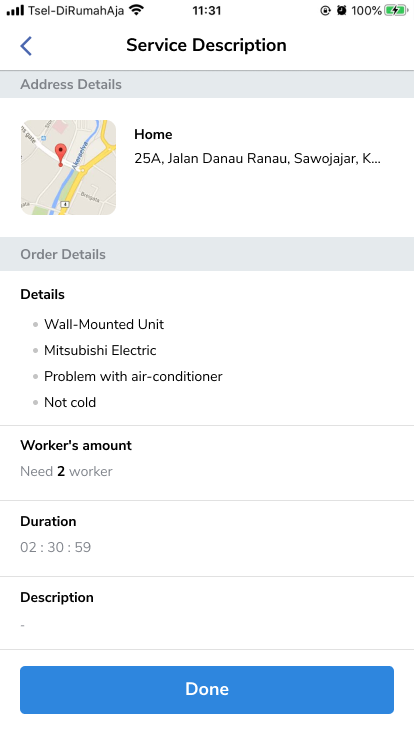 Tsel-DiRumahAja 11:31 100%
Service Description
Address Details
Home
25A, Jalan Danau Ranau, Sawojajar, K...
Order Details
Details
Wall-Mounted Unit
Mitsubishi Electric
Problem with air-conditioner
Not cold
Worker's amount
Need 2 worker
Duration
02 : 30 : 59
Description
-
Done